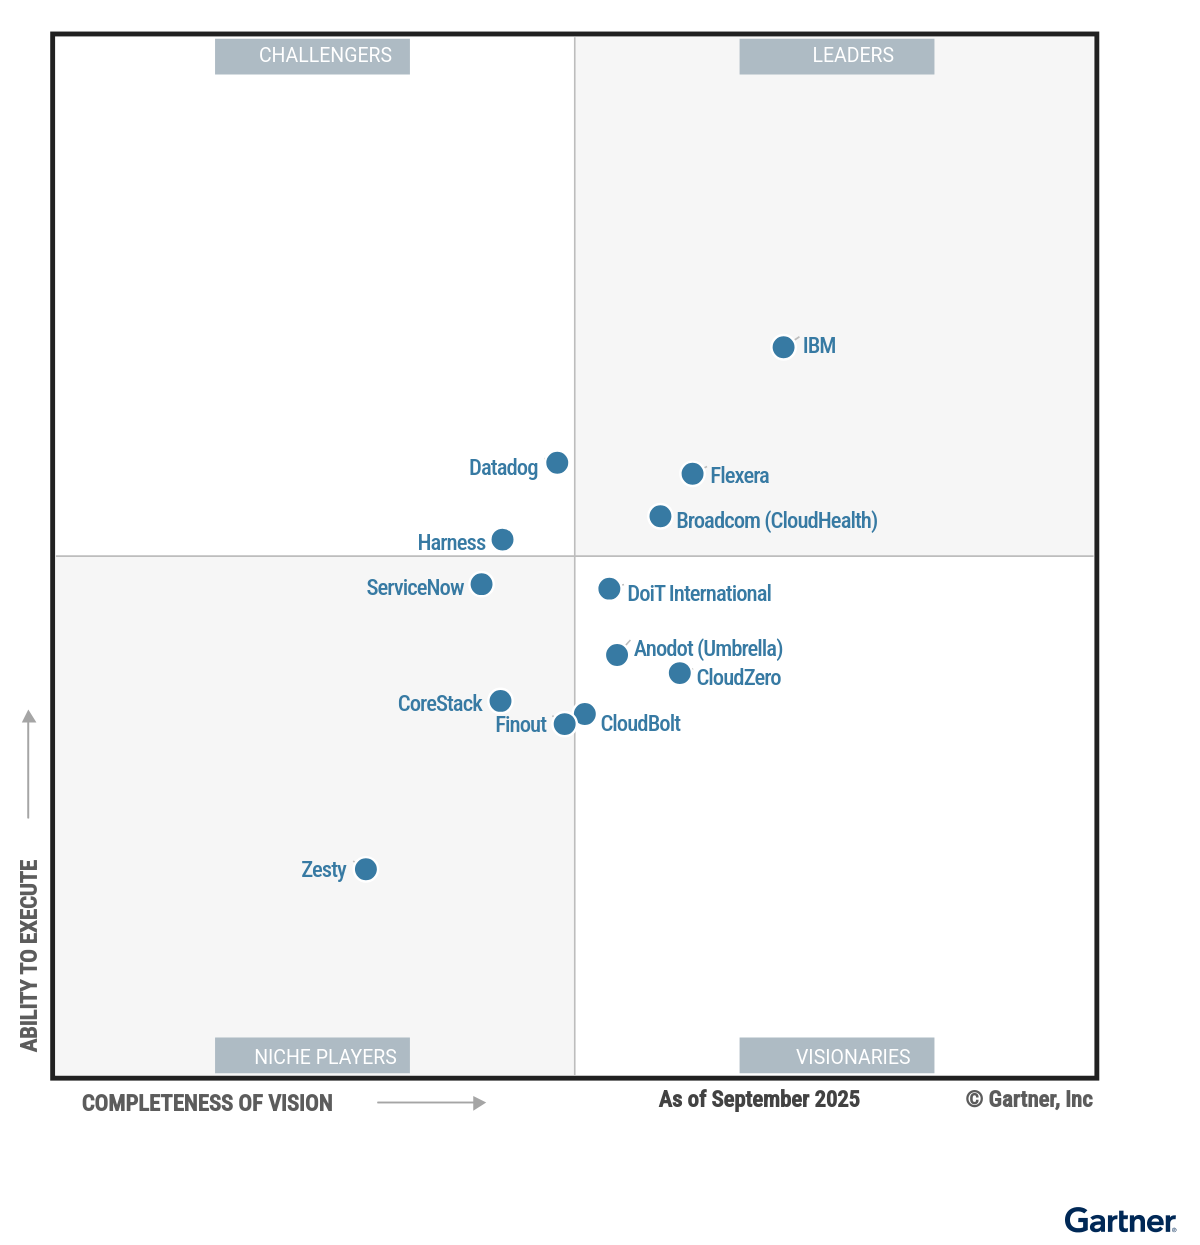 CHALLENGERS
LEADERS
IBM
Datadog
Flexera
Broadcom (CloudHealth)
Harness
ServiceNow
DoiT International
Anodot (Umbrella)
CloudZero
CoreStack
Finout
CloudBolt
Zesty
ABILITY TO EXECUTE
NICHE PLAYERS
VISIONARIES
COMPLETENESS OF VISION
As of September 2025
© Gartner, Inc
Gartner®